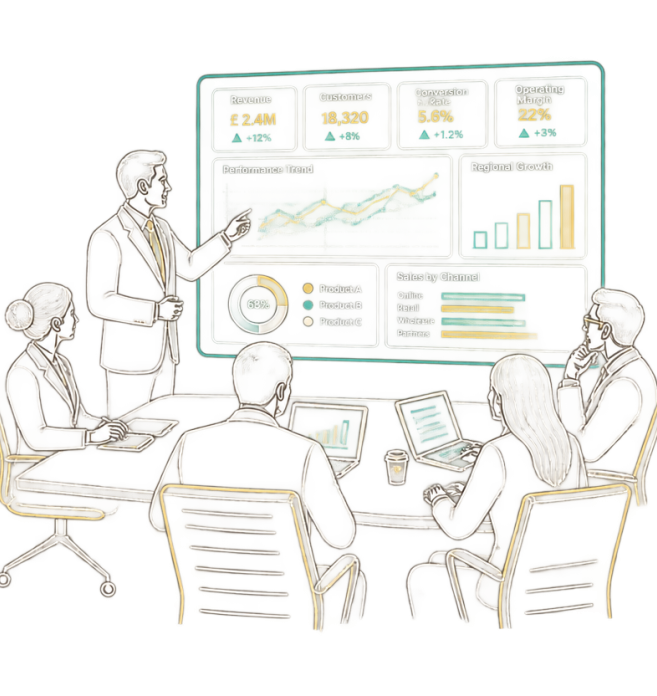 Revenue
£ 2.4M
+12%
Customers
18,320
+8%
Conversion
Rate
5.6%
+1.2%
Operating
Margin
22%
+3%
Performance Trend
Regional Growth
68%
Product A
Product B
Product C
Sales by Channel
Online
Retail
Partners